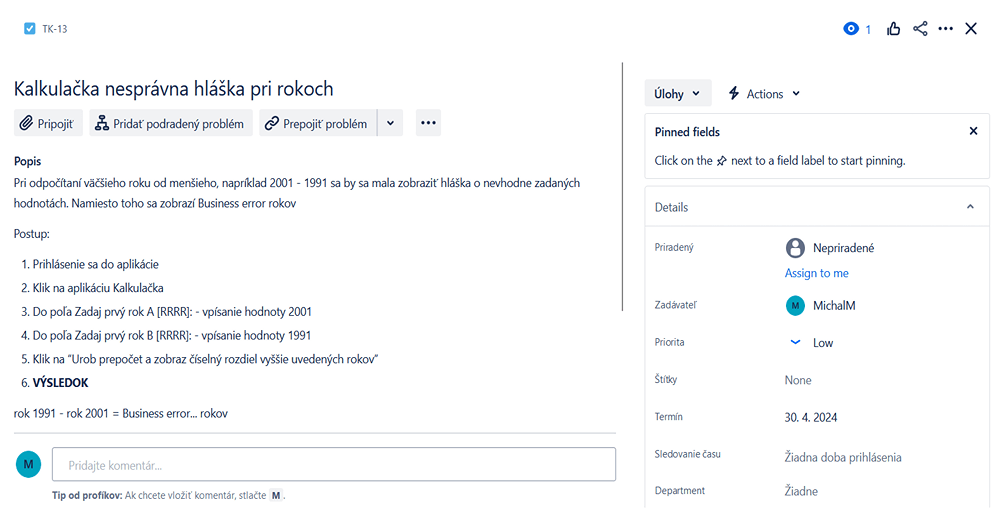 TK-13
1
Kalkulačka nesprávna hláška pri rokoch
Pripojiť
Pridať podradený problém
Prepojiť problém
Popis
Pri odpočítaní väčšieho roku od menšieho, napríklad 2001 - 1991 sa by sa mala zobraziť hláška o nevhodne zadaných
hodnotách. Namiesto toho sa zobrazí Business error rokov
Postup:
1. Prihlásenie sa do aplikácie
2. Klik na aplikáciu Kalkulačka
3. Do poľa Zadaj prvý rok A [RRRR]: - vpísanie hodnoty 2001
4. Do poľa Zadaj prvý rok B [RRRR]: - vpísanie hodnoty 1991
5. Klik na “Urob prepočet a zobraz číselný rozdiel vyššie uvedených rokov”
6. VÝSLEDOK
rok 1991 - rok 2001 = Business error... rokov
M
Pridajte komentár...
Tip od profíkov: Ak chcete vložiť komentár, stlačte M .
Úlohy
Actions
Pinned fields
Click on the next to a field label to start pinning.
Details
Priradený
Nepriradené
Assign to me
Zadávateľ
M MichalM
Priorita
Low
Štítky
None
Termín
30. 4. 2024
Sledovanie času
Žiadna doba prihlásenia
Department
Žiadne